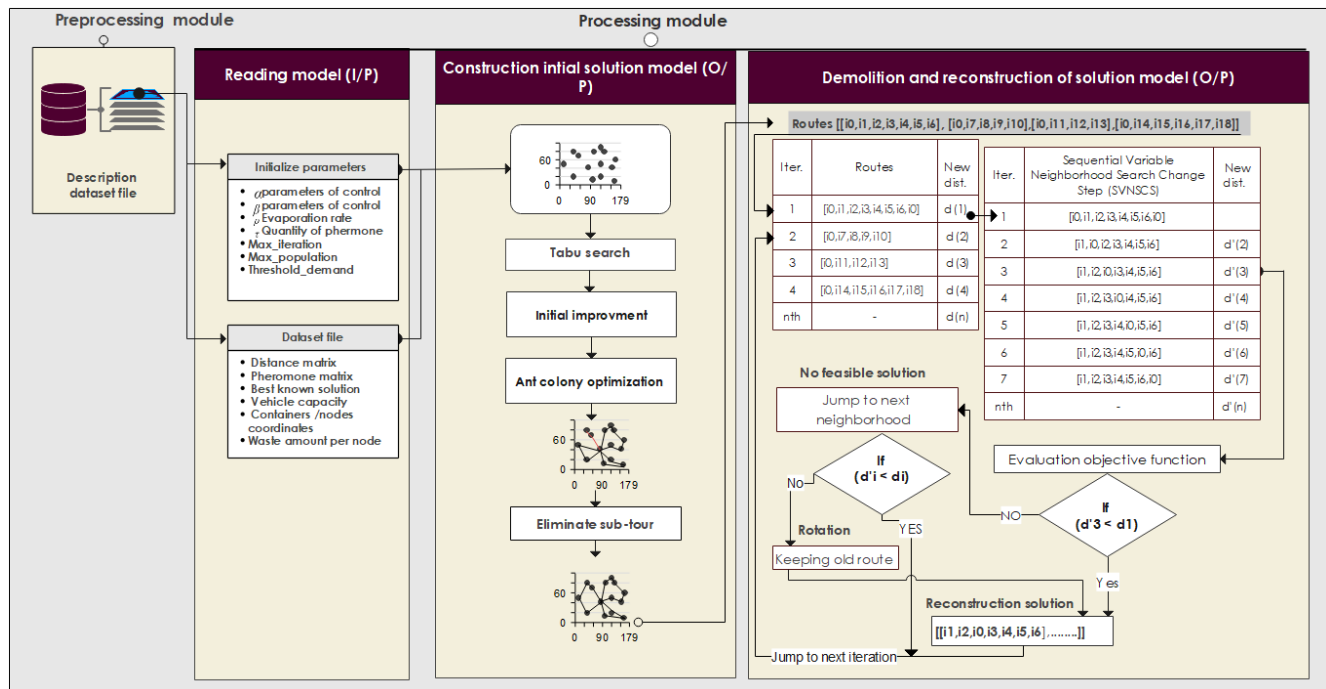 Preprocessing module
Processing module
Description
dataset file
Reading model (I/P)
Initialize parameters
α parameters of control
β parameters of control
μ Evaporation rate
τ Quantity of phermone
Max_iteration
Max_population
Threshold_demand
Dataset file
Distance matrix
Pheromone matrix
Best known solution
Vehicle capacity
Containers /nodes
coordinates
Waste amount per node
Construction intial solution model (O/
P)
60
0
0 90 179
Tabu search
Initial improvment
Ant colony optimization
60
0
0 90 179
Eliminate sub-tour
60
0
0 90 179
Demolition and reconstruction of solution model (O/P)
Routes [[i0,i1,i2,i3,i4,i5,i6], [i0,i7,i8,i9,i10],[i0,i11,i12,i13],[i0,i14,i15,i16,i17,i18]]
Iter. Routes New
dist.
1 [i0,i1,i2,i3,i4,i5,i6,i0] d(1)
2 [i0,i7,i8,i9,i10] d(2)
3 [i0,i11,i12,i13] d(3)
4 [i0,i14,i15,i16,i17,i18] d(4)
nth - d(n)
Iter. Sequential Variable
Neighborhood Search Change
Step (SVNSCS)
New
dist.
1 [i0,i1,i2,i3,i4,i5,i6,i0]
2 [i1,i0,i2,i3,i4,i5,i6] d'(2)
3 [i1,i2,i0,i3,i4,i5,i6] d'(3)
4 [i1,i2,i3,i0,i4,i5,i6] d'(4)
5 [i1,i2,i3,i4,i0,i5,i6] d'(5)
6 [i1,i2,i3,i4,i5,i0,i6] d'(6)
7 [i1,i2,i3,i4,i5,i6,i0] d'(7)
nth - d'(n)
No feasible solution
Jump to next
neighborhood
If
(d'i < di)
No
YES
Rotation
Keeping old route
Evaluation objective function
If
(d'3 < d1)
NO
Yes
Reconstruction solution
[[i1,i2,i0,i3,i4,i5,i6],........]]
Jump to next iteration